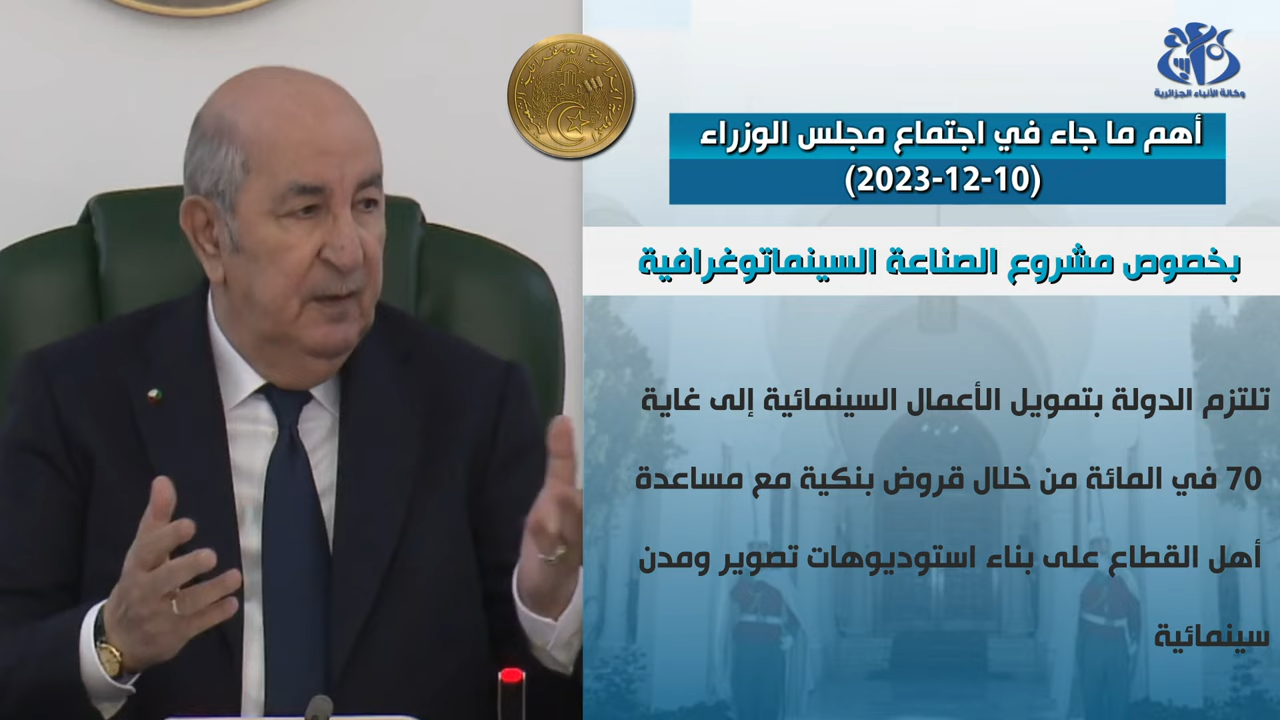 وكالة الأنباء الجزائرية
أهم ما جاء في اجتماع مجلس الوزراء
(10-12-2023)
بخصوص مشروع الصناعة السينماتوغرافية
تلتزم الدولة بتمويل الأعمال السينمائية إلى غاية
70 في المائة من خلال قروض بنكية مع مساعدة
أهل القطاع على بناء استوديوهات تصوير ومدن
سينمائية